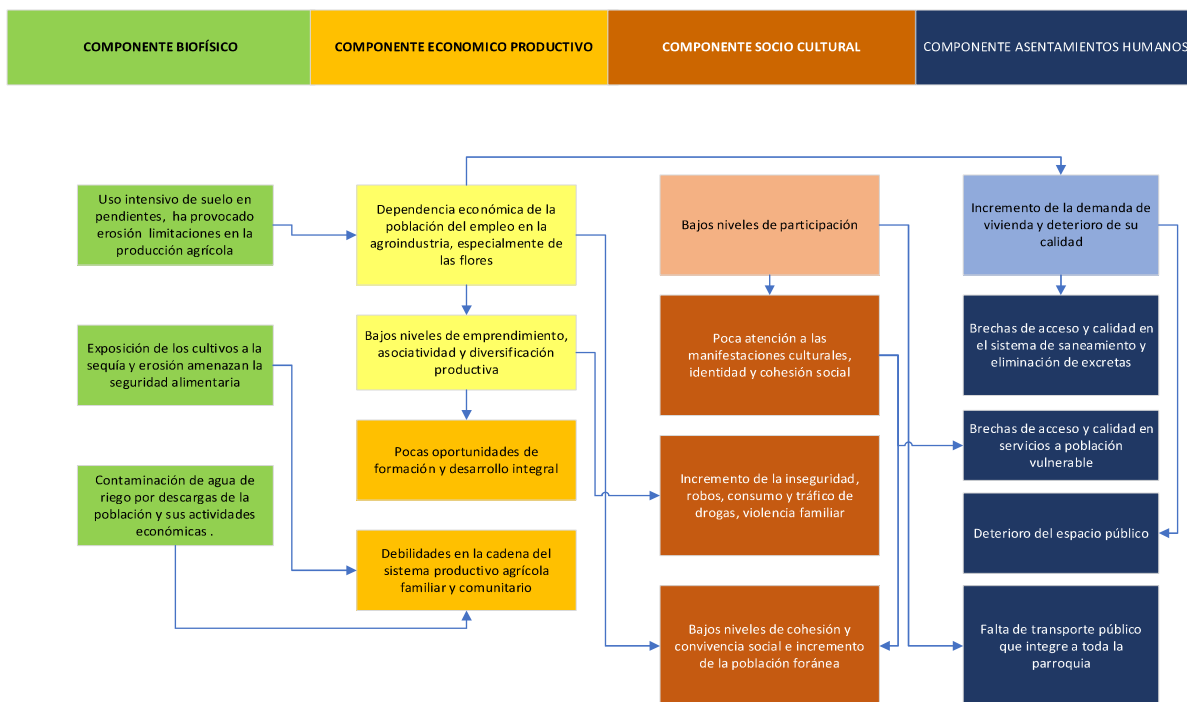 COMPONENTE BIOFÍSICO
COMPONENTE ECONOMICO PRODUCTIVO
COMPONENTE SOCIO CULTURAL
COMPONENTE ASENTAMIENTOS HUMANOS
Uso intensivo de suelo en
pendientes, ha provocado
erosión limitaciones en la
producción agrícola
Exposición de los cultivos a la
sequía y erosión amenazan la
seguridad alimentaria
Contaminación de agua de
riego por descargas de la
población y sus actividades
económicas .
Dependencia económica de la
población del empleo en la
agroindustria, especialmente de
las flores
Bajos niveles de emprendimiento,
asociatividad y diversificación
productiva
Pocas oportunidades de
formación y desarrollo integral
Debilidades en la cadena del
sistema productivo agrícola
familiar y comunitario
Bajos niveles de participación
Poca atención a las
manifestaciones culturales,
identidad y cohesión social
Incremento de la inseguridad,
robos, consumo y tráfico de
drogas, violencia familiar
Bajos niveles de cohesión y
convivencia social e incremento
de la población foránea
Incremento de la demanda de
vivienda y deterioro de su
calidad
Brechas de acceso y calidad en
el sistema de saneamiento y
eliminación de excretas
Brechas de acceso y calidad en
servicios a población
vulnerable
Deterioro del espacio público
Falta de transporte público
que integre a toda la
parroquia